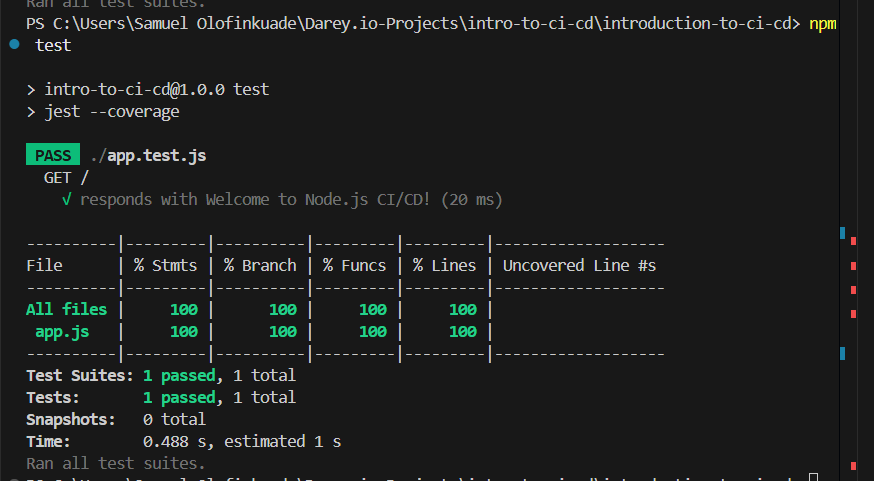 Ran all test suites.
PS C:\Users\Samuel Olofinkuade\Darey.io-Projects\intro-to-ci-cd\introduction-to-ci-cd> npm
test
> intro-to-ci-cd@1.0.0 test
> jest --coverage
PASS ./app.test.js
GET /
√ responds with Welcome to Node.js CI/CD! (20 ms)
----------|---------|----------|---------|---------|-------------------
File      | % Stmts | % Branch | % Funcs | % Lines | Uncovered Line #s
----------|---------|----------|---------|---------|-------------------
All files |     100 |      100 |     100 |     100 |
app.js   |     100 |      100 |     100 |     100 |
----------|---------|----------|---------|---------|-------------------
Test Suites: 1 passed, 1 total
Tests:       1 passed, 1 total
Snapshots:   0 total
Time:        0.488 s, estimated 1 s
Ran all test suites.